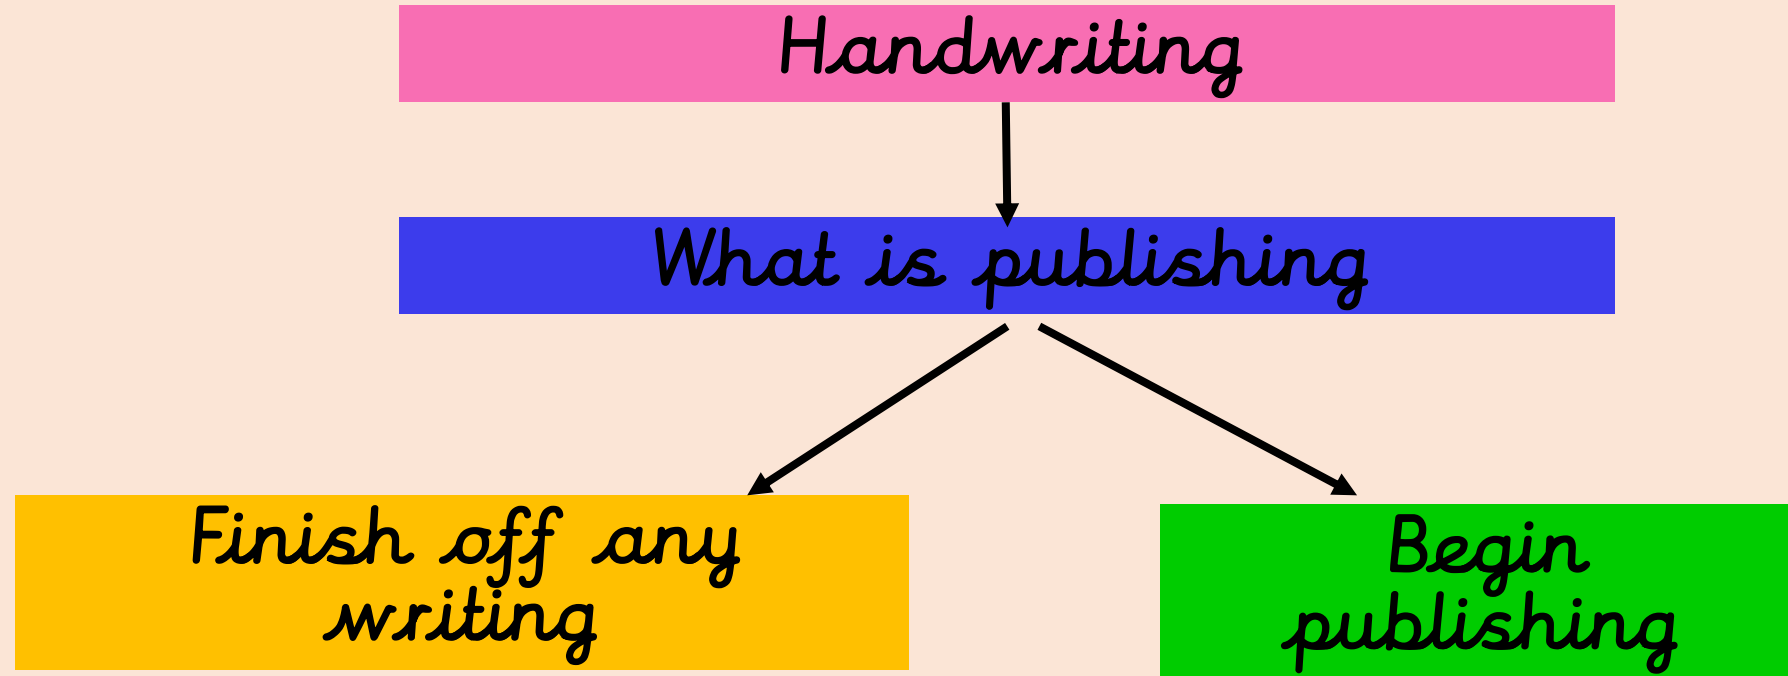 Handwriting
What is publishing
Finish off any
writing
Begin
publishing